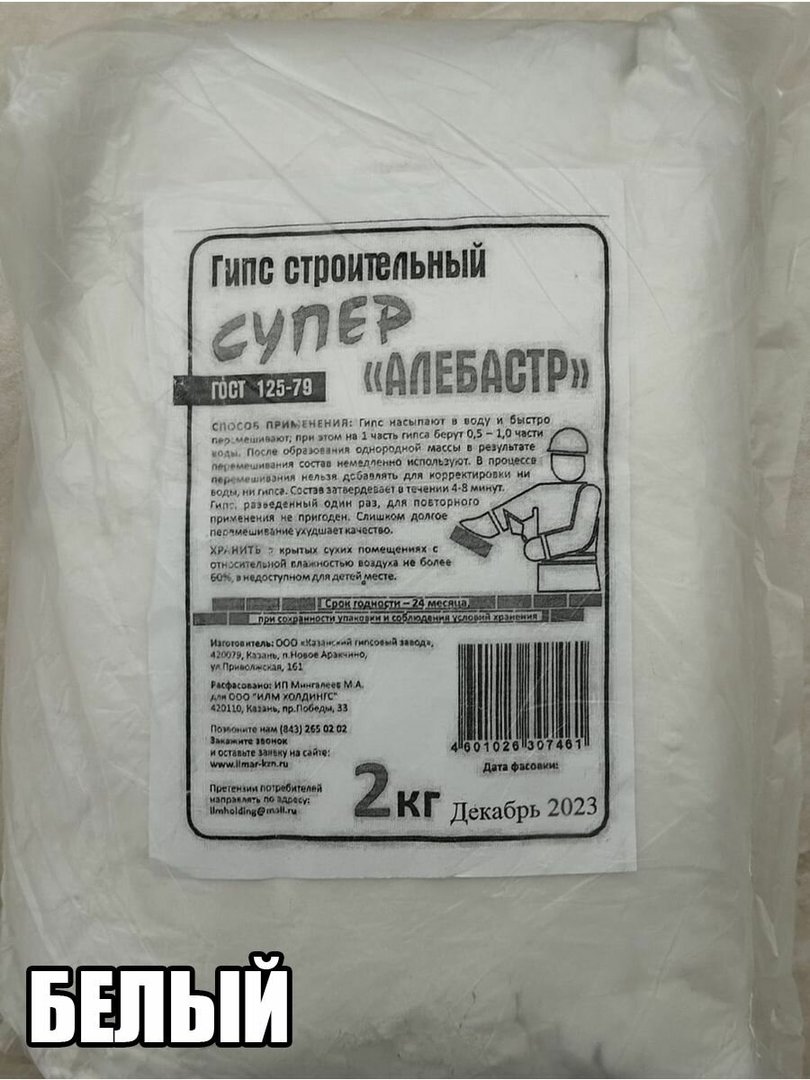 Гипс строительный
СУПЕР
ГОСТ 125-79
«АЛЕБАСТР»
СПОСОБ ПРИМЕНЕНИЯ: Гипс насыпают в воду и быстро
перемешивают; при этом на 1 часть гипса берут 0,5 – 1,0 части
воды. После образования однородной массы в результате
перемешивания состав немедленно используют. В процессе
перемешивания нельзя добавлять для корректировки ни
воды, ни гипса. Состав затвердевает в течении 4-8 минут.
Гипс, разведенный один раз, для повторного
применения не пригоден. Слишком долгое
перемешивание ухудшает качество.
ХРАНИТЬ в крытых сухих помещениях с
относительной влажностью воздуха не более
60%, в недоступном для детей месте.
Срок годности – 24 месяца,
при сохранности упаковки и соблюдения условий хранения
Изготовитель: ООО «Казанский гипсовый завод»,
420079, Казань, п.Новое Аракчино,
ул.Приволжская, 161
Расфасовано: ИП Мингалеев М.А.
для ООО "ИЛМ ХОЛДИНГС"
420110, Казань, пр.Победы, 33
Позвоните нам (843) 265 02 02
Закажите звонок
и оставьте заявку на сайте:
www.ilmar-kzn.ru
Претензии потребителей
направлять по адресу:
ilmholding@mail.ru
4 601026 307461
Дата фасовки:
2кг
Декабрь 2023
БЕЛЫЙ